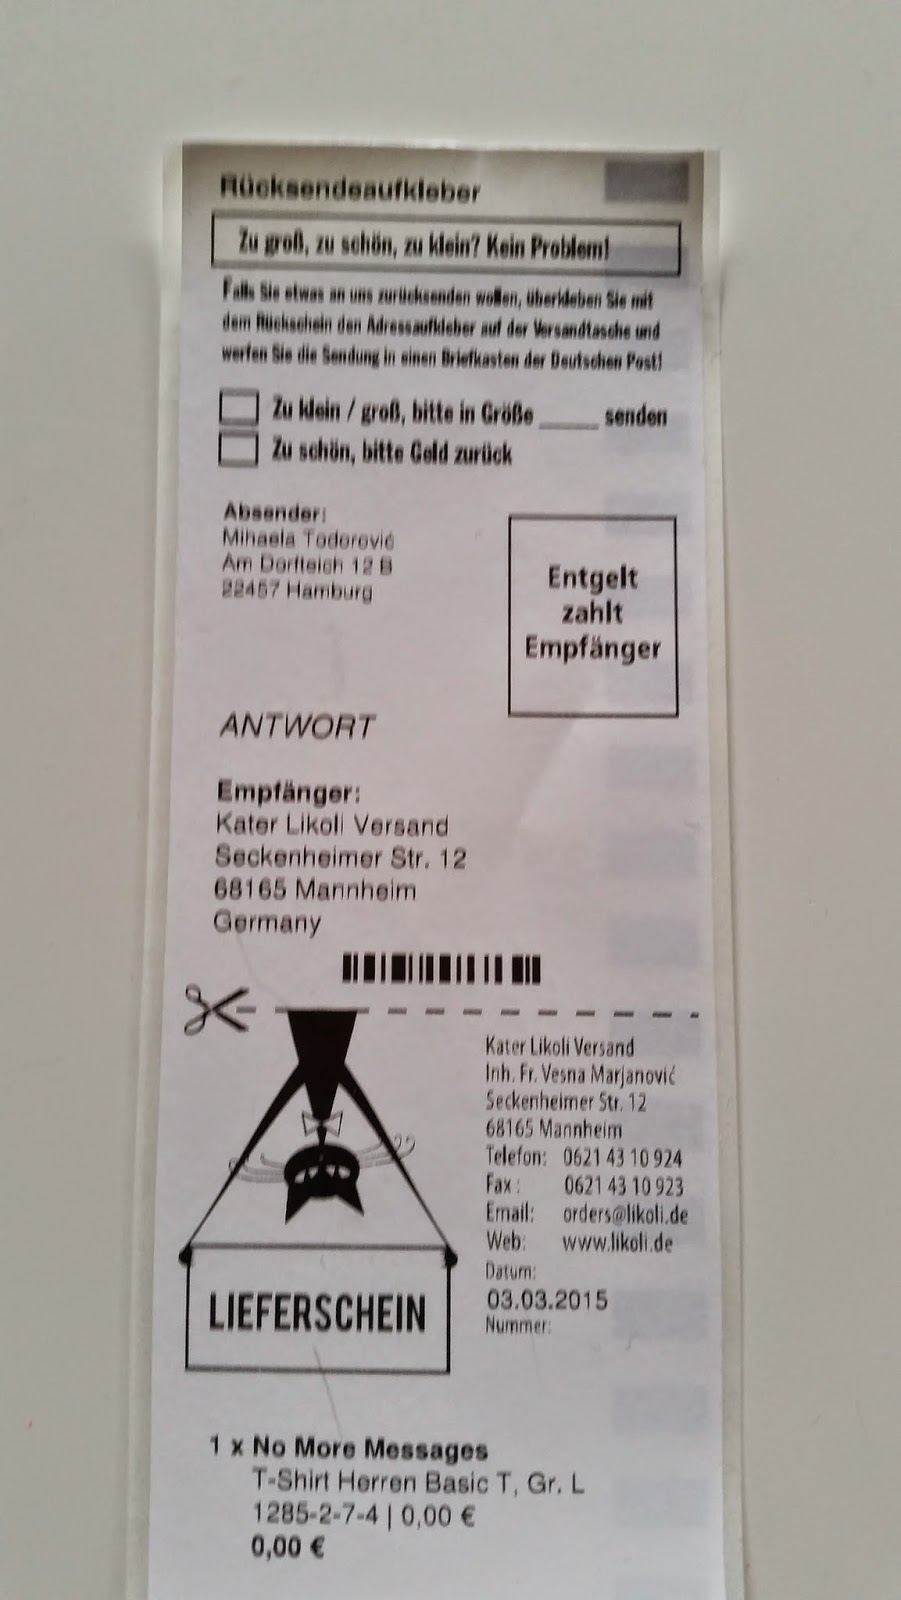 Rücksendeaufkleber
Zu groß, zu schön, zu klein? Kein Problem!
Falls Sie etwas an uns zurücksenden wollen, überkleben Sie mit
dem Rückschein den Adressaufkleber auf der Versandtasche und
werfen Sie die Sendung in einen Briefkasten der Deutschen Post!
Zu klein / groß, bitte in Größe _____ senden
Zu schön, bitte Geld zurück
Absender:
Mihaela Todorović
Am Dorfteich 12 B
22457 Hamburg
Entgelt
zahlt
Empfänger
ANTWORT
Empfänger:
Kater Likoli Versand
Seckenheimer Str. 12
68165 Mannheim
Germany
Kater Likoli Versand
Inh. Fr. Vesna Marjanović
Seckenheimer Str. 12
68165 Mannheim
Telefon: 0621 43 10 924
Fax : 0621 43 10 923
Email: orders@likoli.de
Web: www.likoli.de
Datum:
03.03.2015
Nummer:
LIEFERSCHEIN
1 x No More Messages
T-Shirt Herren Basic T, Gr. L
1285-2-7-4 | 0,00 €
0,00 €